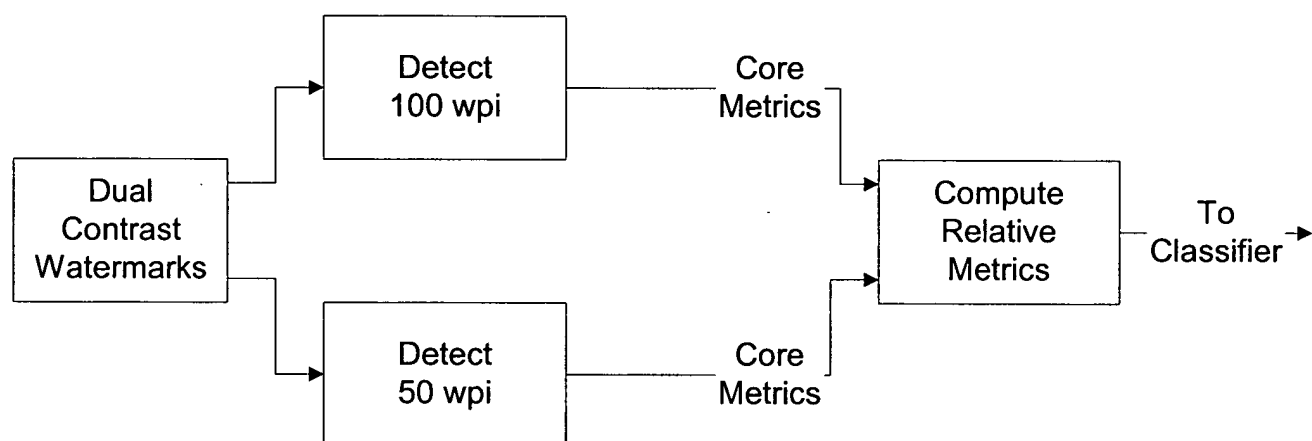 Detect
100 wpi
Core
Metrics
Dual
Contrast
Watermarks
Compute
Relative
Metrics
To
Classifier
Detect
50 wpi
Core
Metrics